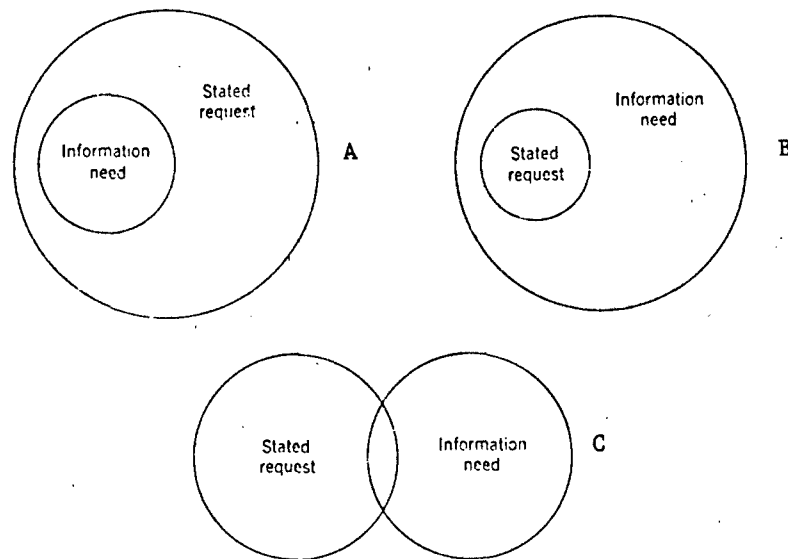 Stated
request
Information
need
A
Information
need
Stated
request
B
Stated
request
Information
need
C